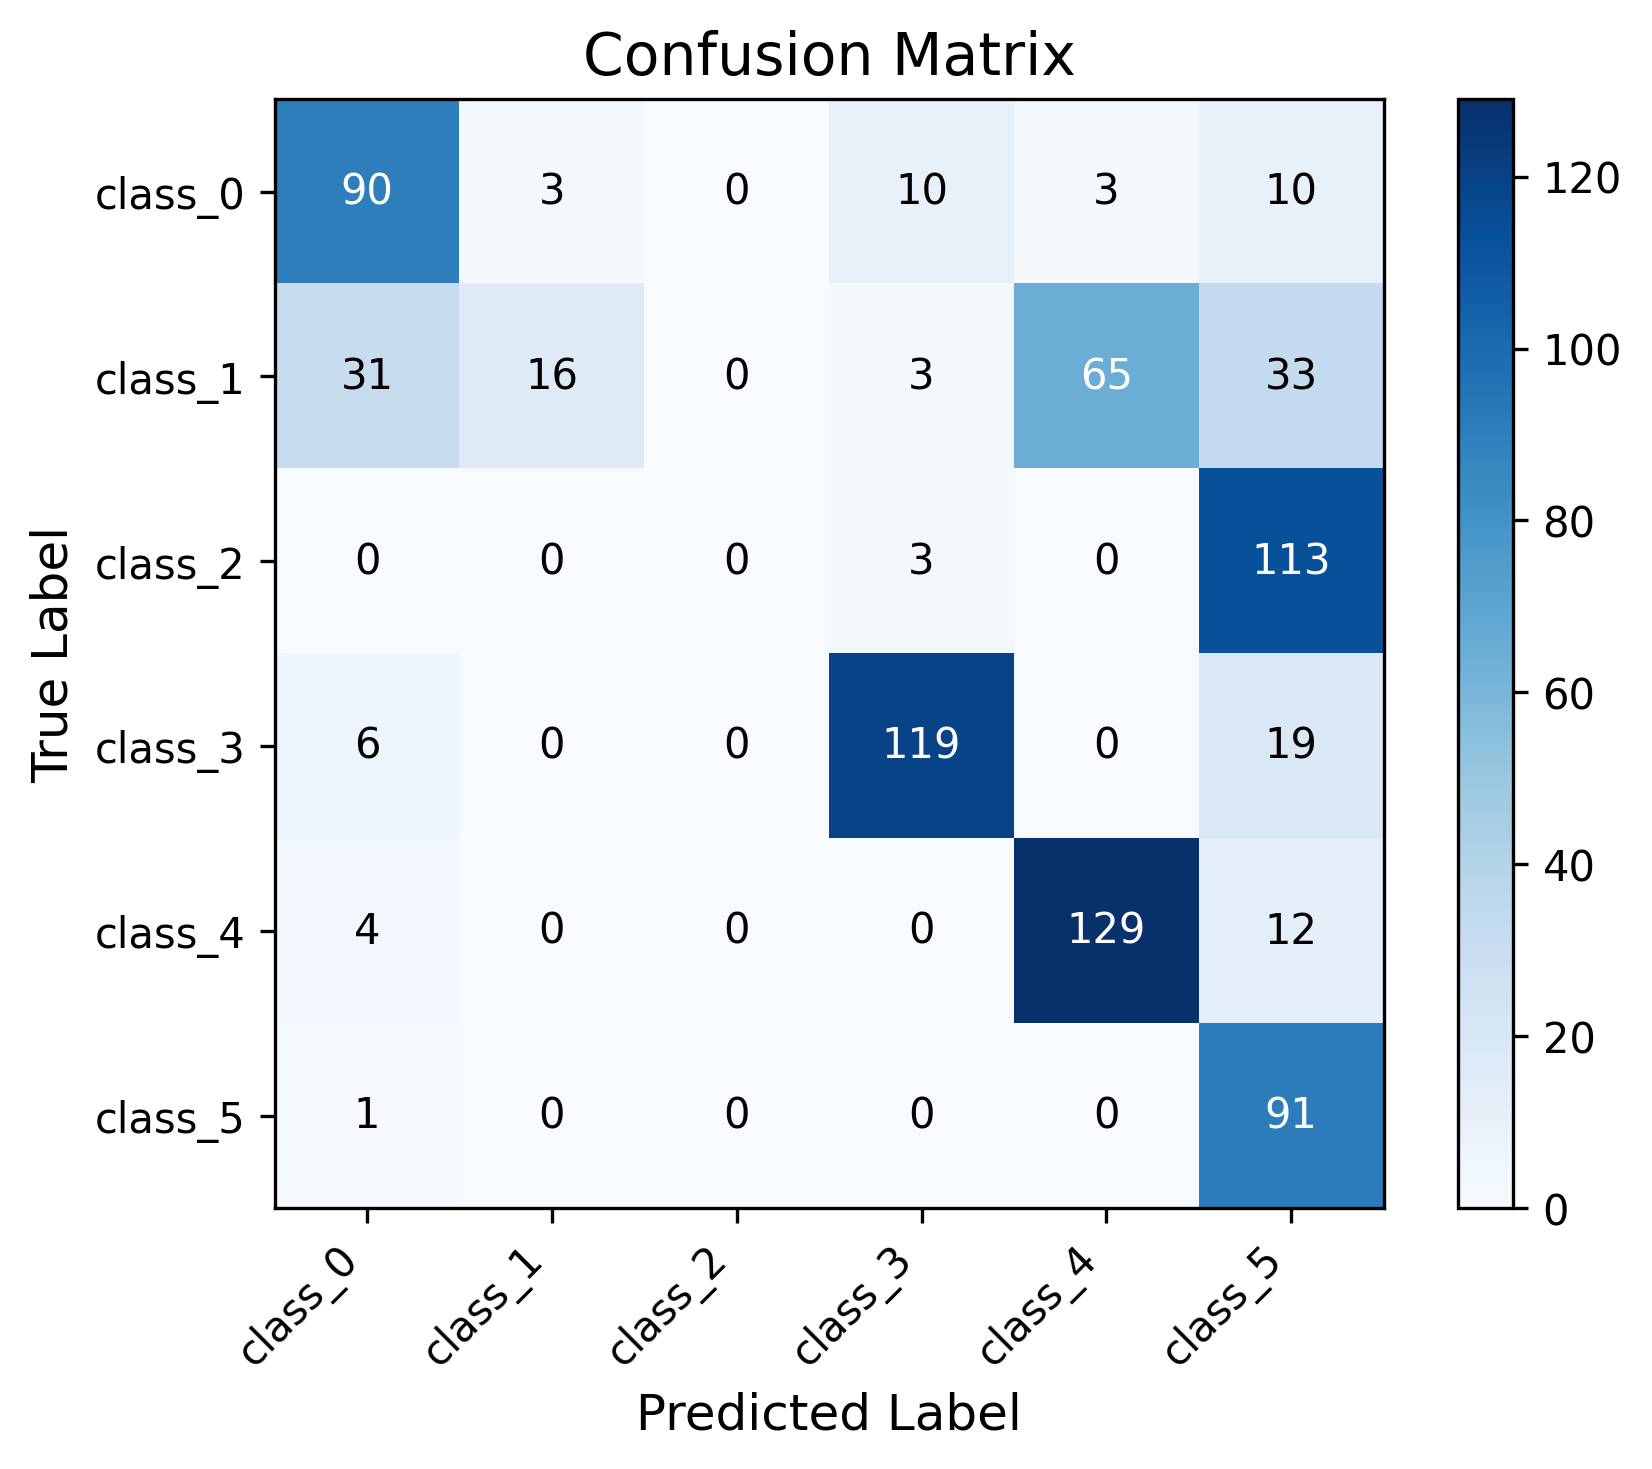 Confusion Matrix
class_0 90 3 0 10 3 10
class_1 31 16 0 3 65 33
class_2 0 0 0 3 0 113
class_3 6 0 0 119 0 19
class_4 4 0 0 0 129 12
class_5 1 0 0 0 0 91
class_0 class_1 class_2 class_3 class_4 class_5
Predicted Label
True Label
120
100
80
60
40
20
0